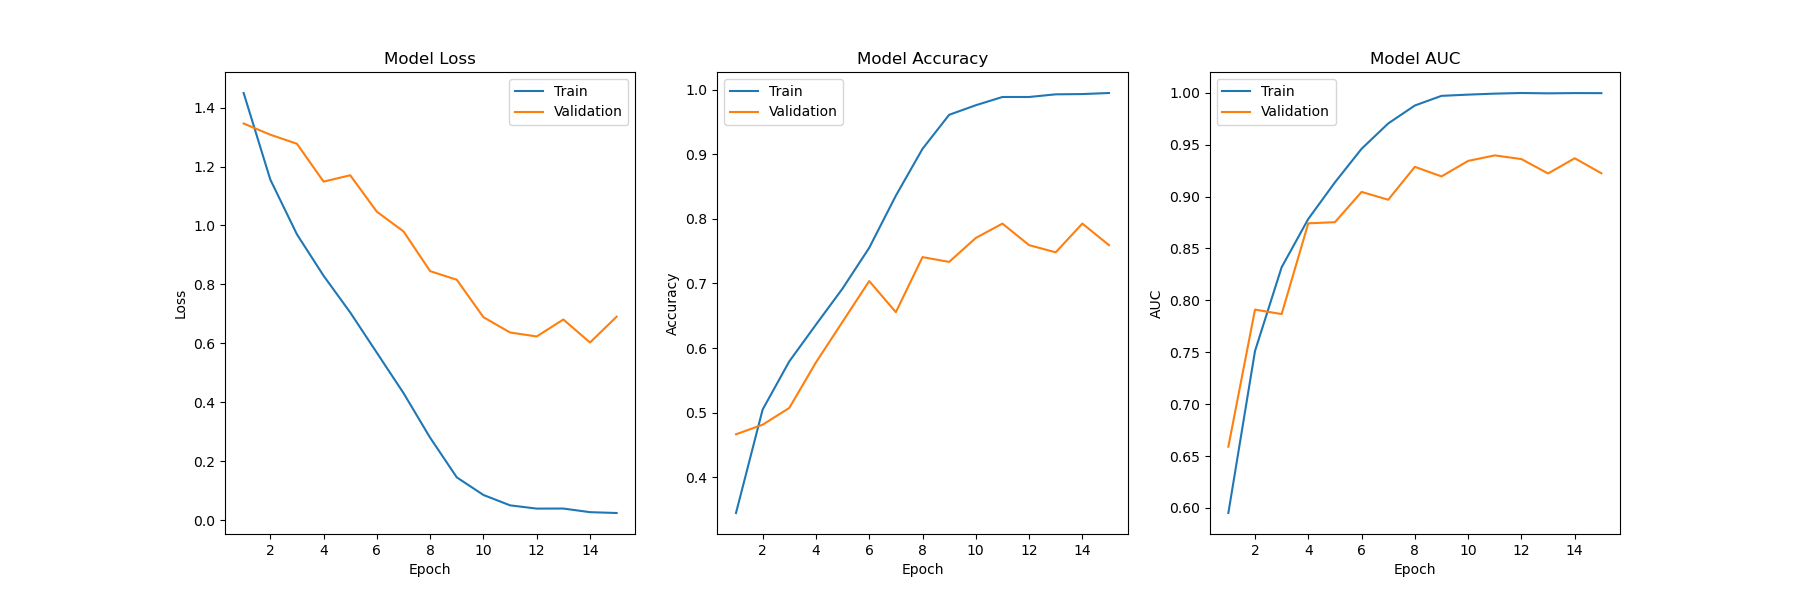 Model Loss
Train
Validation
1.4
1.2
1.0
0.8
0.6
0.4
0.2
0.0
Loss
2 4 6 8 10 12 14
Epoch
Model Accuracy
Train
Validation
1.0
0.9
0.8
0.7
0.6
0.5
0.4
Accuracy
2 4 6 8 10 12 14
Epoch
Model AUC
Train
Validation
1.00
0.95
0.90
0.85
0.80
0.75
0.70
0.65
0.60
AUC
2 4 6 8 10 12 14
Epoch